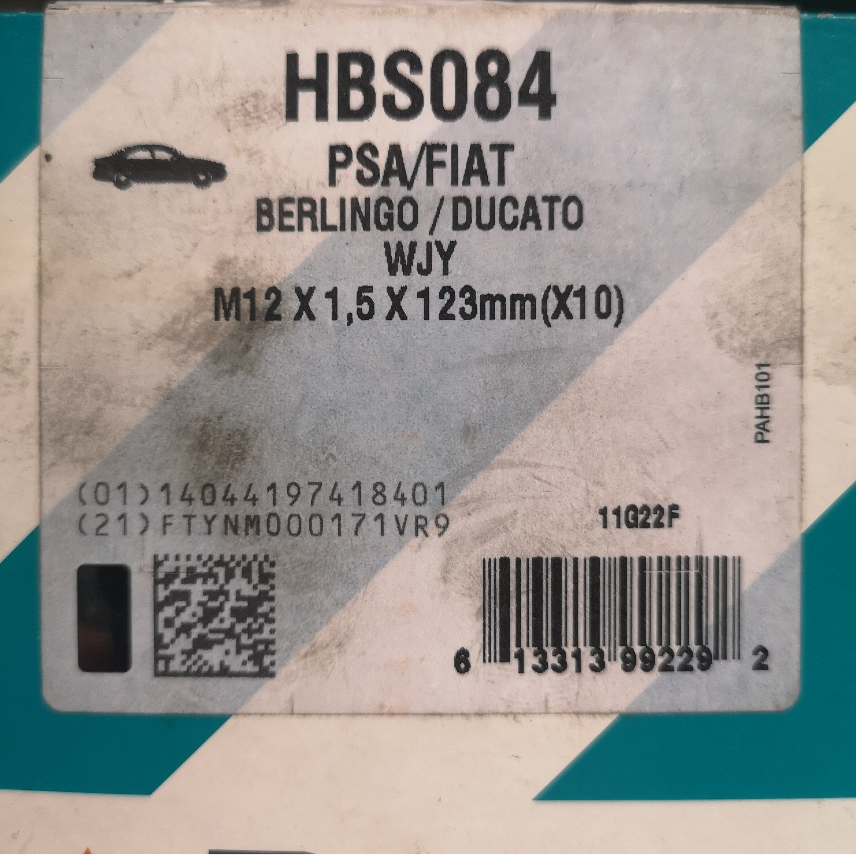 HBS084
PSA/FIAT
BERLINGO / DUCATO
WJY
M12 X 1,5 X 123mm(X10)
PAHB101
(01)14044197418401
(21)FTYNM000171VR9
11G22F
6 13313 99229 2